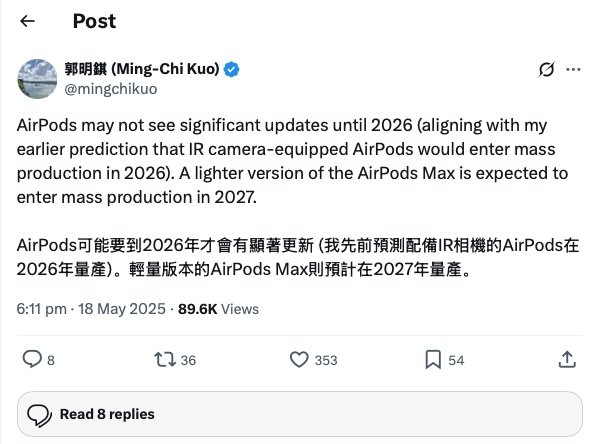 Post
郭明錤 (Ming-Chi Kuo)
@mingchikuo
AirPods may not see significant updates until 2026 (aligning with my
earlier prediction that IR camera-equipped AirPods would enter mass
production in 2026). A lighter version of the AirPods Max is expected to
enter mass production in 2027.
AirPods可能要到2026年才會有顯著更新 (我先前預測配備IR相機的AirPods在
2026年量產)。輕量版本的AirPods Max則預計在2027年量產。
6:11 pm · 18 May 2025 · 89.6K Views
8 36 353 54
Read 8 replies